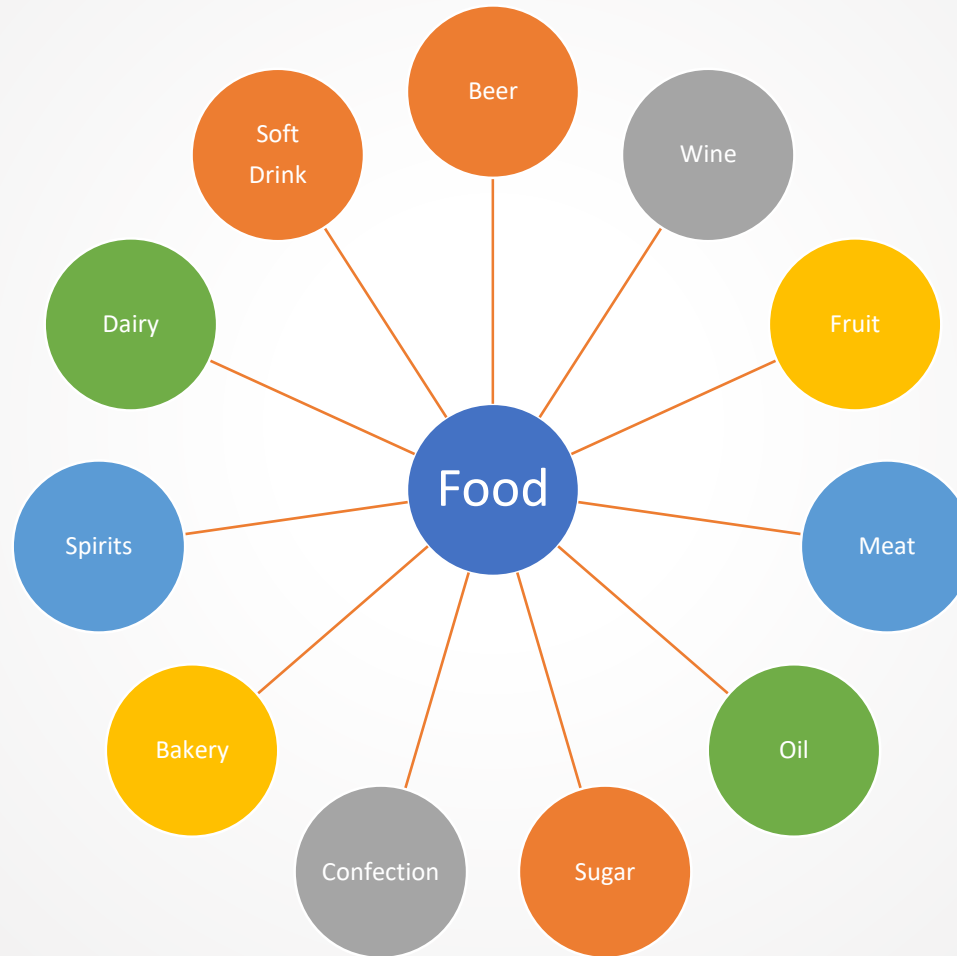 Beer
Soft
Drink
Wine
Dairy
Fruit
Food
Spirits
Meat
Bakery
Oil
Confection
Sugar